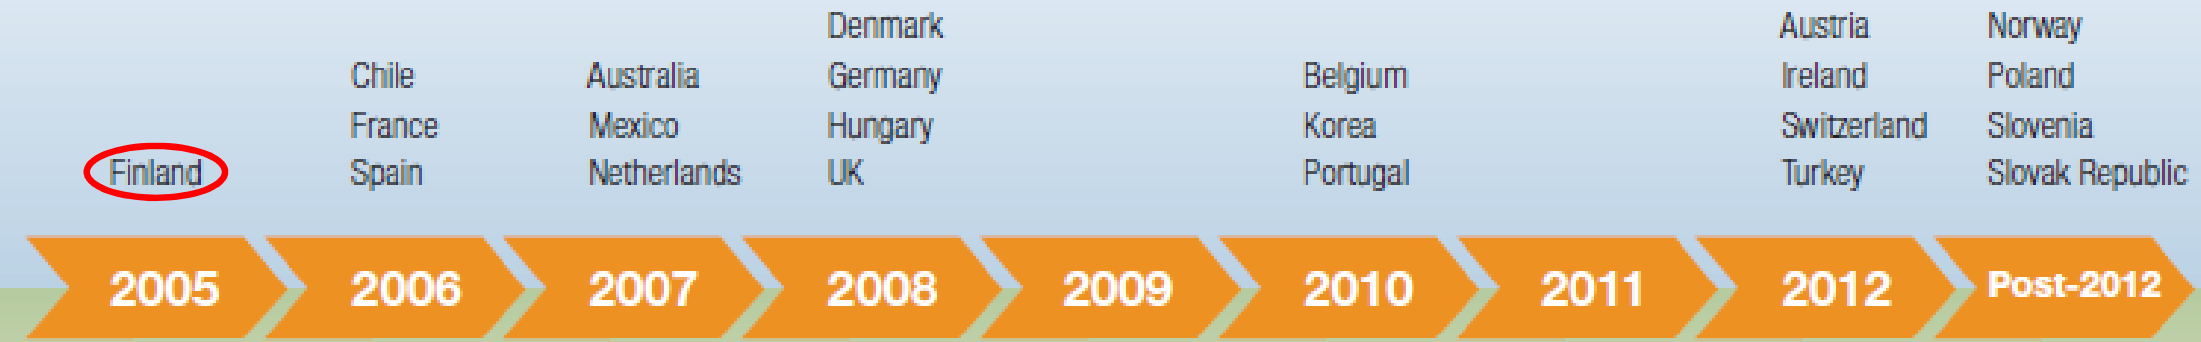 Finland
Chile
France
Spain
Australia
Mexico
Netherlands
Denmark
Germany
Hungary
UK
Belgium
Korea
Portugal
Austria
Ireland
Switzerland
Turkey
Norway
Poland
Slovenia
Slovak Republic
2005
2006
2007
2008
2009
2010
2011
2012
Post-2012